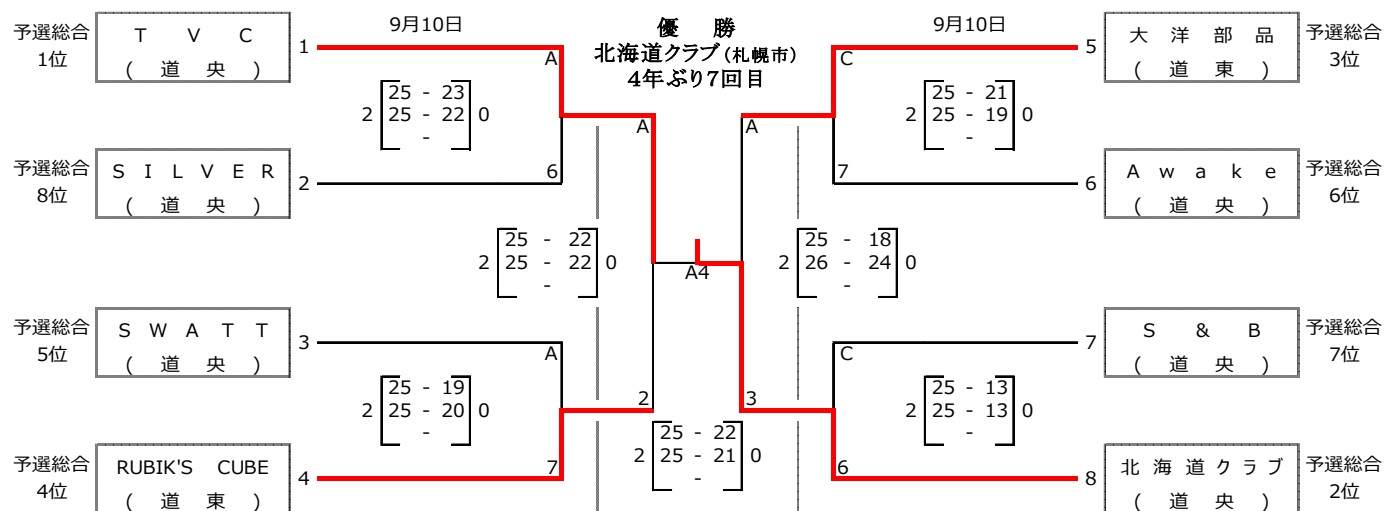 9月10日
優 勝
北海道クラブ(札幌市)
4年ぶり7回目
9月10日
予選総合
1位
T V C
( 道 央 )
1
A
25 - 23
2 25 - 22 0
-
A
予選総合
8位
S I L V E R
( 道 央 )
2
6
25 - 22
2 25 - 22 0
-
予選総合
5位
S W A T T
( 道 央 )
3
A
25 - 19
2 25 - 20 0
-
2
予選総合
4位
RUBIK'S CUBE
( 道 東 )
4
7
A4
25 - 22
2 25 - 21 0
-
C
5
大 洋 部 品
( 道 東 )
予選総合
3位
25 - 21
2 25 - 19 0
-
A
7
6
A w a k e
( 道 央 )
予選総合
6位
25 - 18
2 26 - 24 0
-
C
7
S & B
( 道 央 )
予選総合
7位
25 - 13
2 25 - 13 0
-
3
6
8
北 海 道 ク ラ ブ
( 道 央 )
予選総合
2位